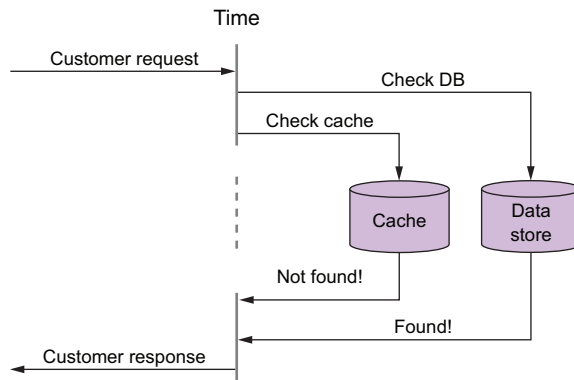 Time
Customer request
Check DB
Check cache
Cache
Data
store
Not found!
Found!
Customer response